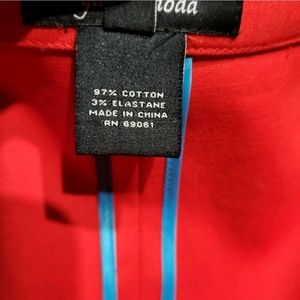 97% COTTON
3% ELASTANE
MADE IN CHINA
RN 69061